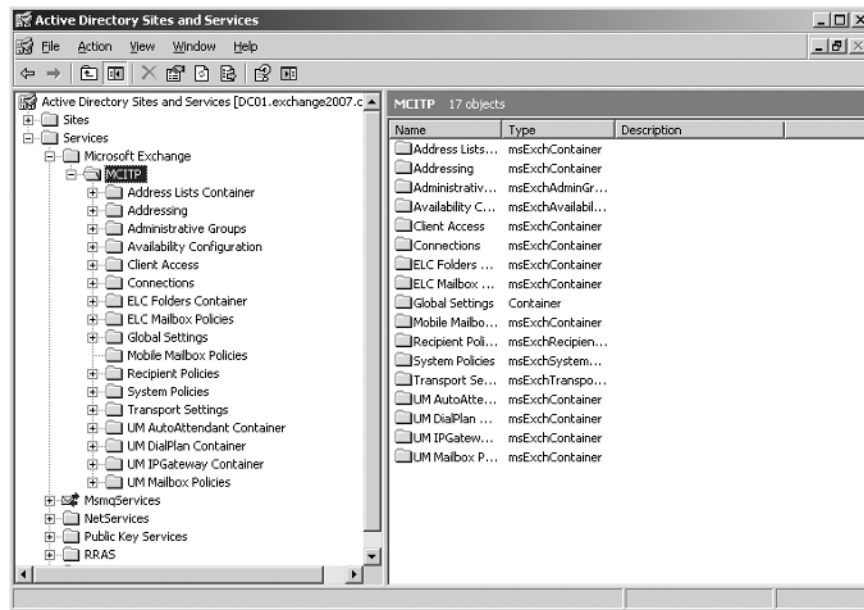 Active Directory Sites and Services
File Action View Window Help
Active Directory Sites and Services [DC01.exchange2007.c
Sites
Services
Microsoft Exchange
MCITP
Address Lists Container
Addressing
Administrative Groups
Availability Configuration
Client Access
Connections
ELC Folders Container
ELC Mailbox Policies
Global Settings
Mobile Mailbox Policies
Recipient Policies
System Policies
Transport Settings
UM AutoAttendant Container
UM DialPlan Container
UM IPGateway Container
UM Mailbox Policies
MsmqServices
NetServices
Public Key Services
RRAS
MCITP 17 objects
Name Type Description
Address Lists... msExchContainer
Addressing msExchContainer
Administrativ... msExchAdminGr...
Availability C... msExchAvailabil...
Client Access msExchContainer
Connections msExchContainer
ELC Folders ... msExchContainer
ELC Mailbox ... msExchContainer
Global Settings Container
Mobile Mailbo... msExchContainer
Recipient Poli... msExchRecipien...
System Policies msExchSystem...
Transport Se... msExchTranspo...
UM AutoAtte... msExchContainer
UM DialPlan ... msExchContainer
UM IPGatew... msExchContainer
UM Mailbox P... msExchContainer